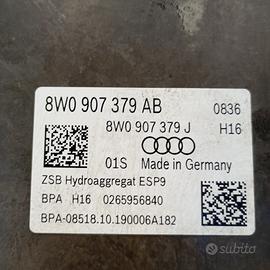 8W0 907 379 AB
0836
8W0 907 379 J
H16
01S
Made in Germany
ZSB Hydroaggregat ESP9
BPA H16 0265956840
BPA-08518.10.190006A182
subito